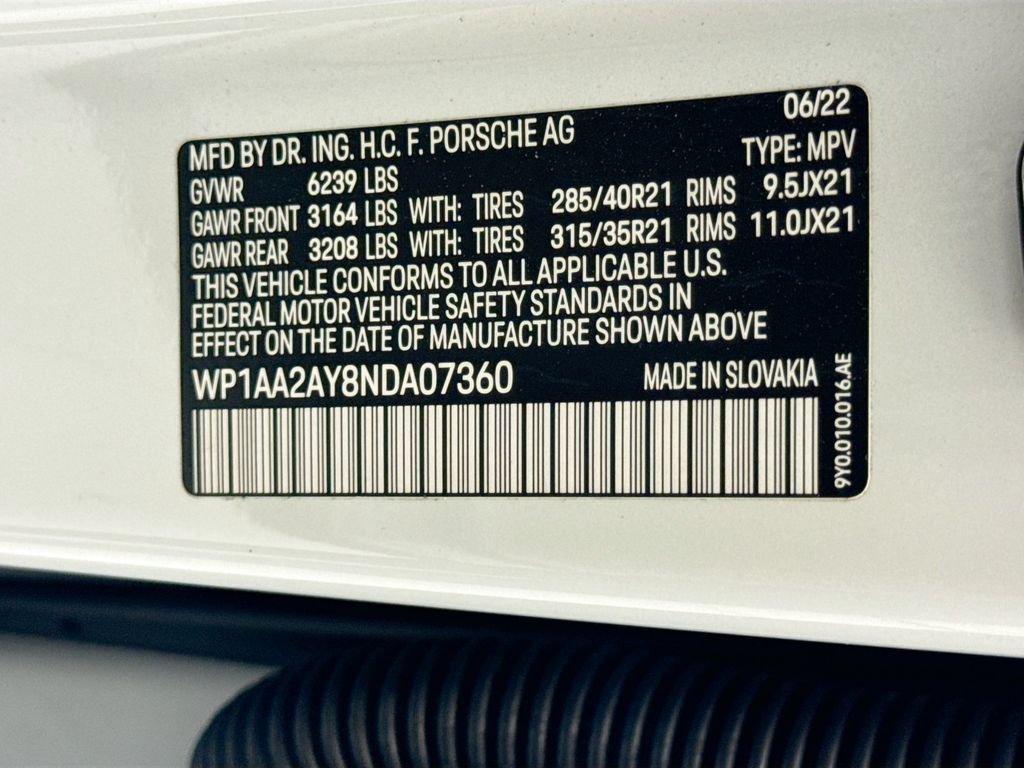 06/22
MFD BY DR. ING. H.C. F. PORSCHE AG
TYPE: MPV
GVWR 6239 LBS
GAWR FRONT 3164 LBS WITH: TIRES 285/40R21 RIMS 9.5JX21
GAWR REAR 3208 LBS WITH: TIRES 315/35R21 RIMS 11.0JX21
THIS VEHICLE CONFORMS TO ALL APPLICABLE U.S.
FEDERAL MOTOR VEHICLE SAFETY STANDARDS IN
EFFECT ON THE DATE OF MANUFACTURE SHOWN ABOVE
WP1AA2AY8NDA07360 MADE IN SLOVAKIA
9Y0.010.016.AE